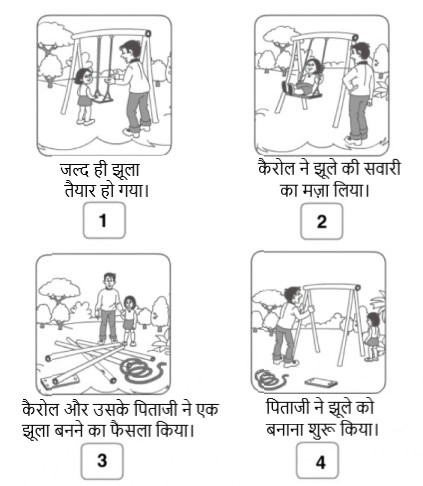 जल्द ही झूला
तैयार हो गया।
1
कैरोल ने झूले की सवारी
का मज़ा लिया।
2
कैरोल और उसके पिताजी ने एक
झूला बनने का फैसला किया।
3
पिताजी ने झूले को
बनाना शुरू किया।
4